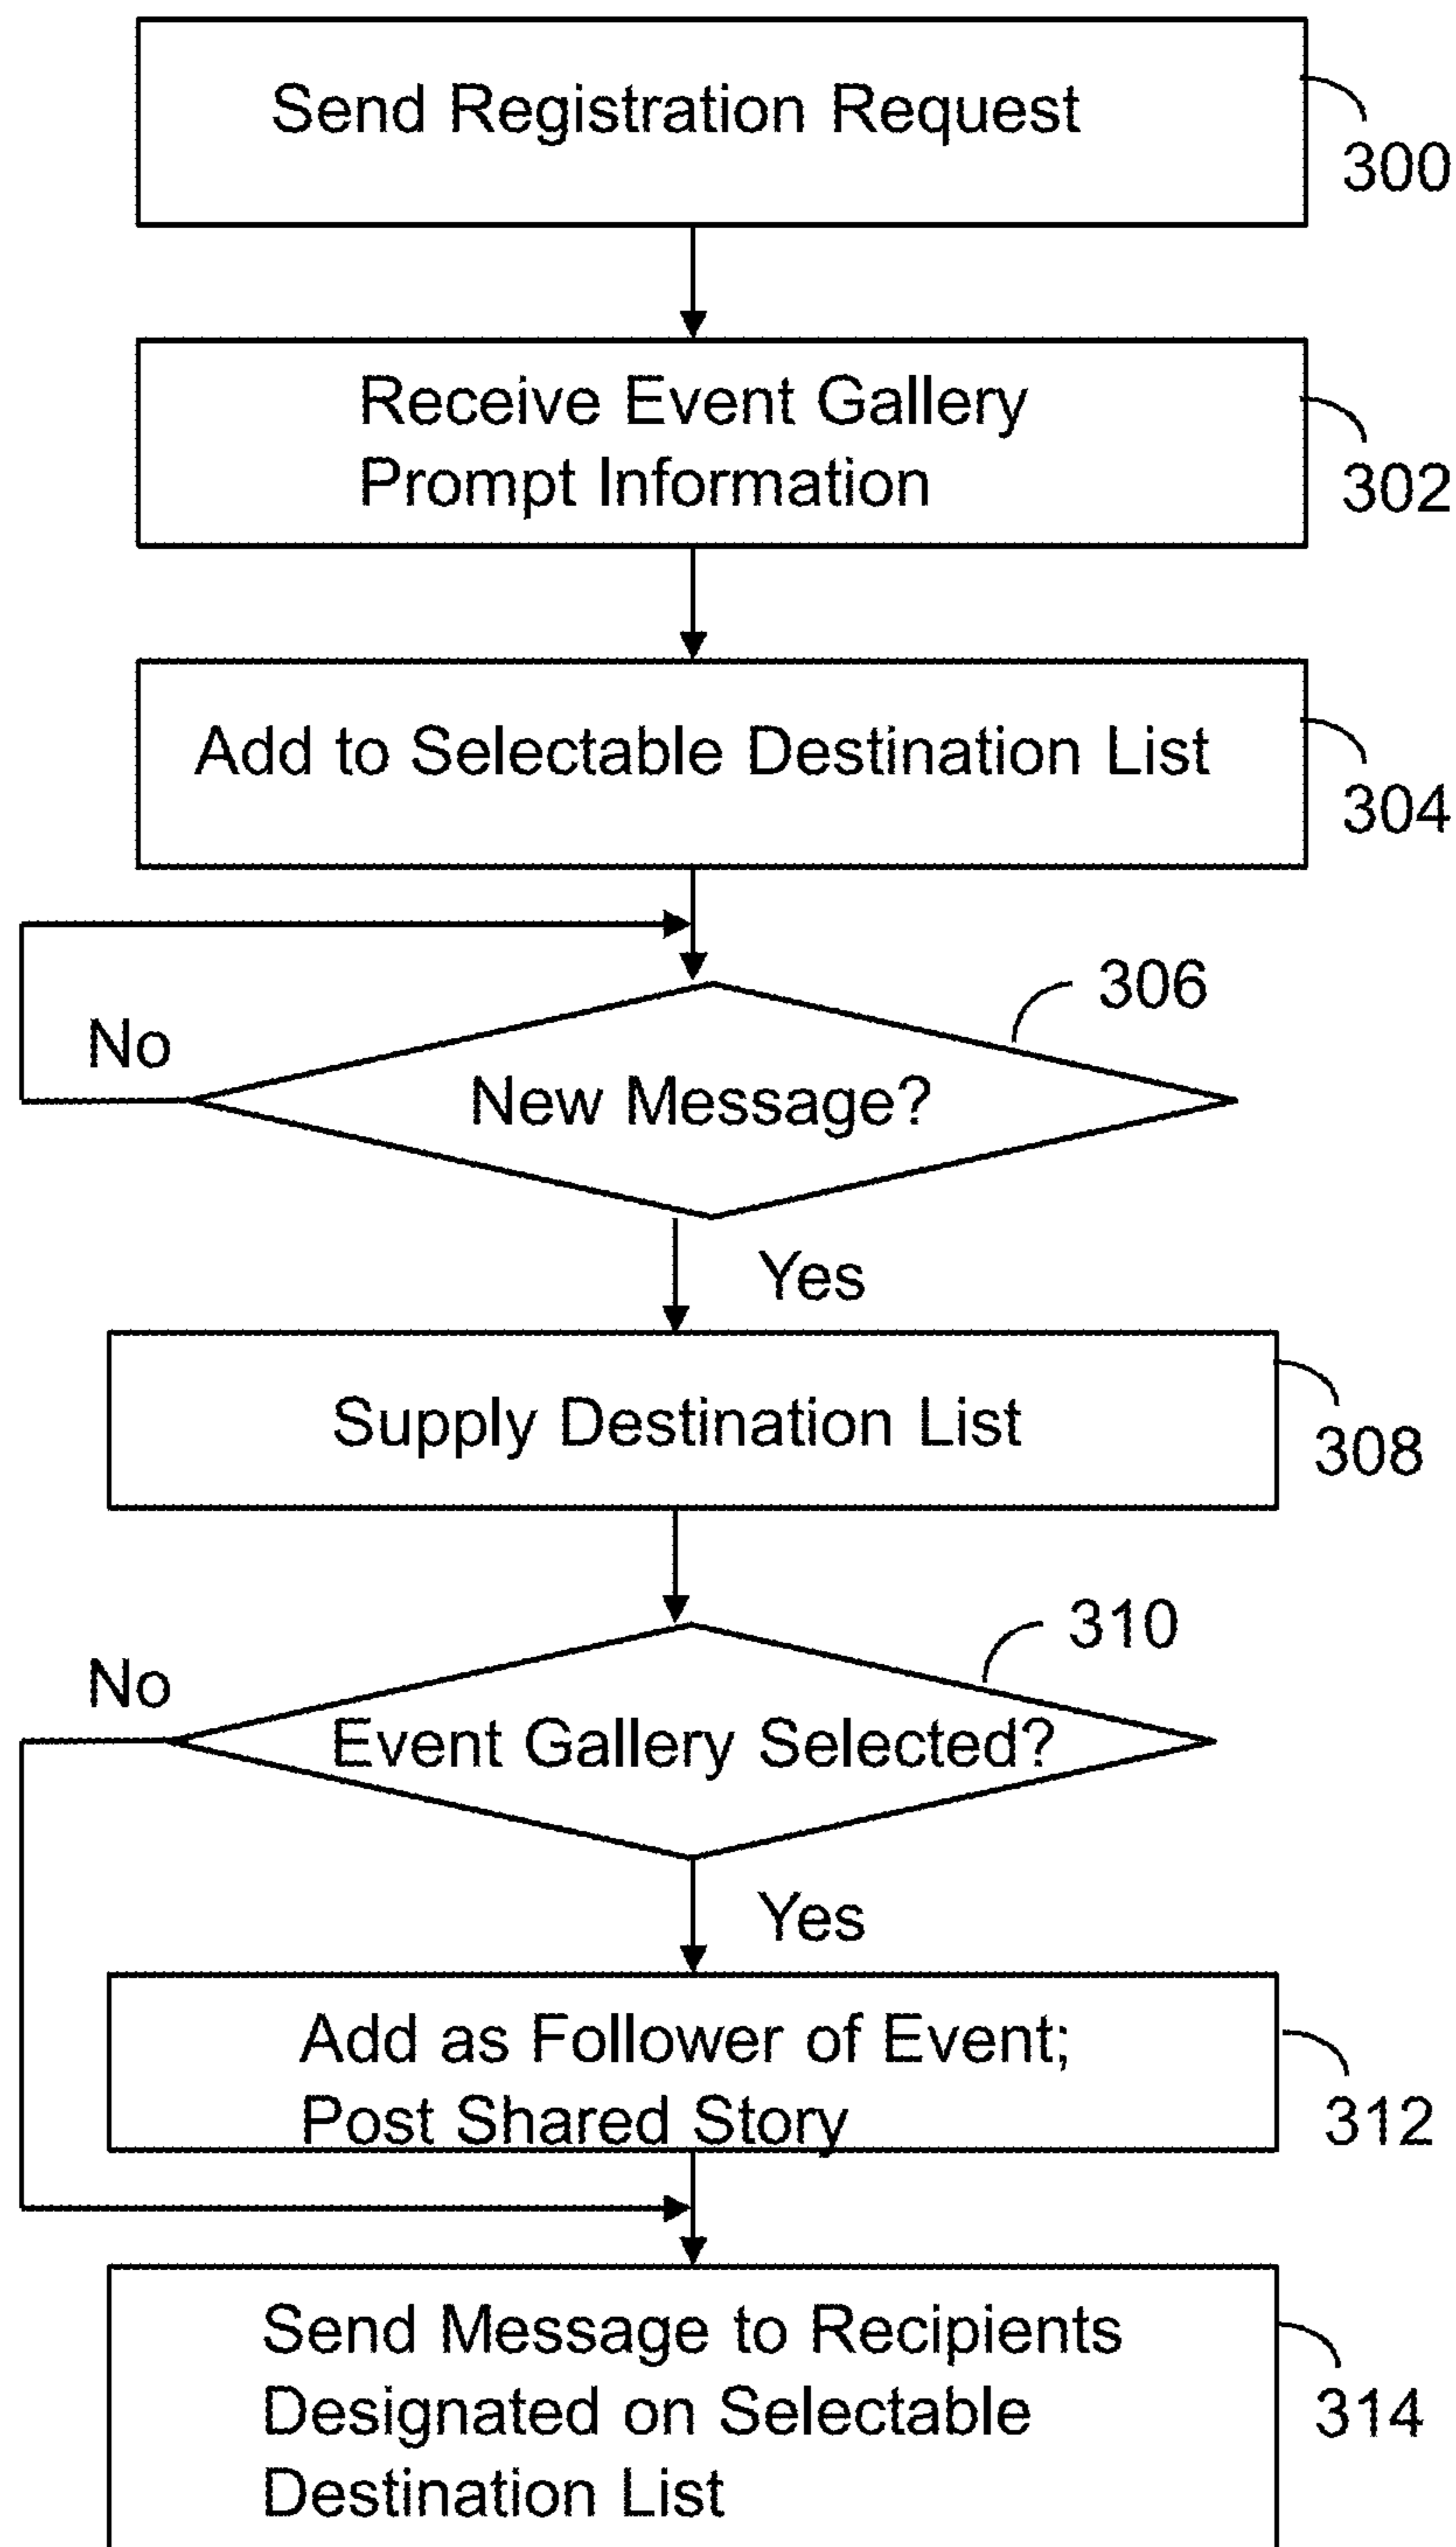 Send Registration Request
300
Receive Event Gallery
Prompt Information
302
Add to Selectable Destination List
304
306
No
New Message?
Yes
Supply Destination List
308
310
No
Event Gallery Selected?
Yes
Add as Follower of Event;
Post Shared Story
312
Send Message to Recipients
Designated on Selectable
Destination List
314